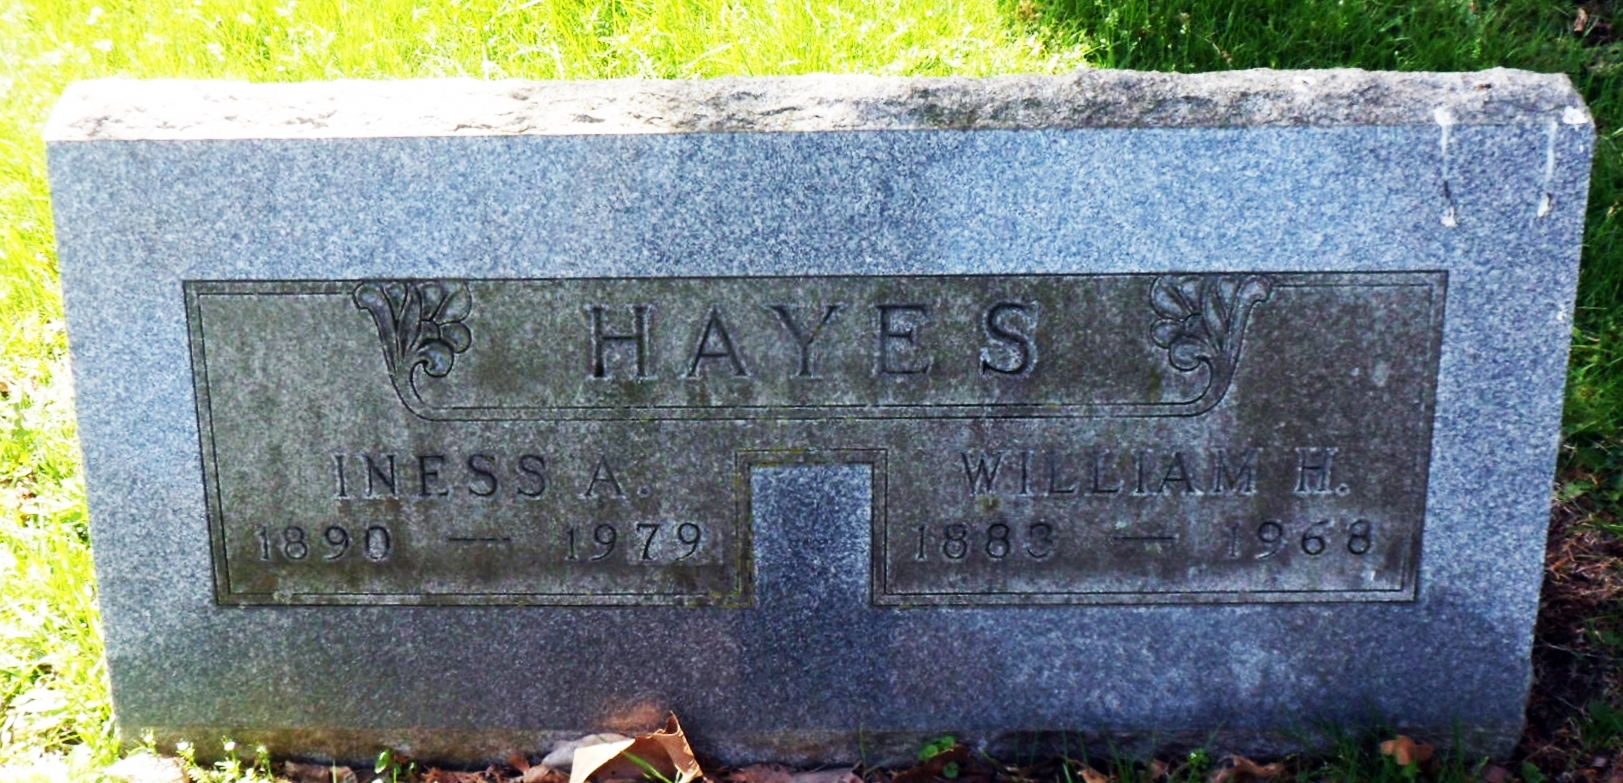 HAYES
INESS A.
1890 — 1979
WILLIAM H.
1883 — 1968